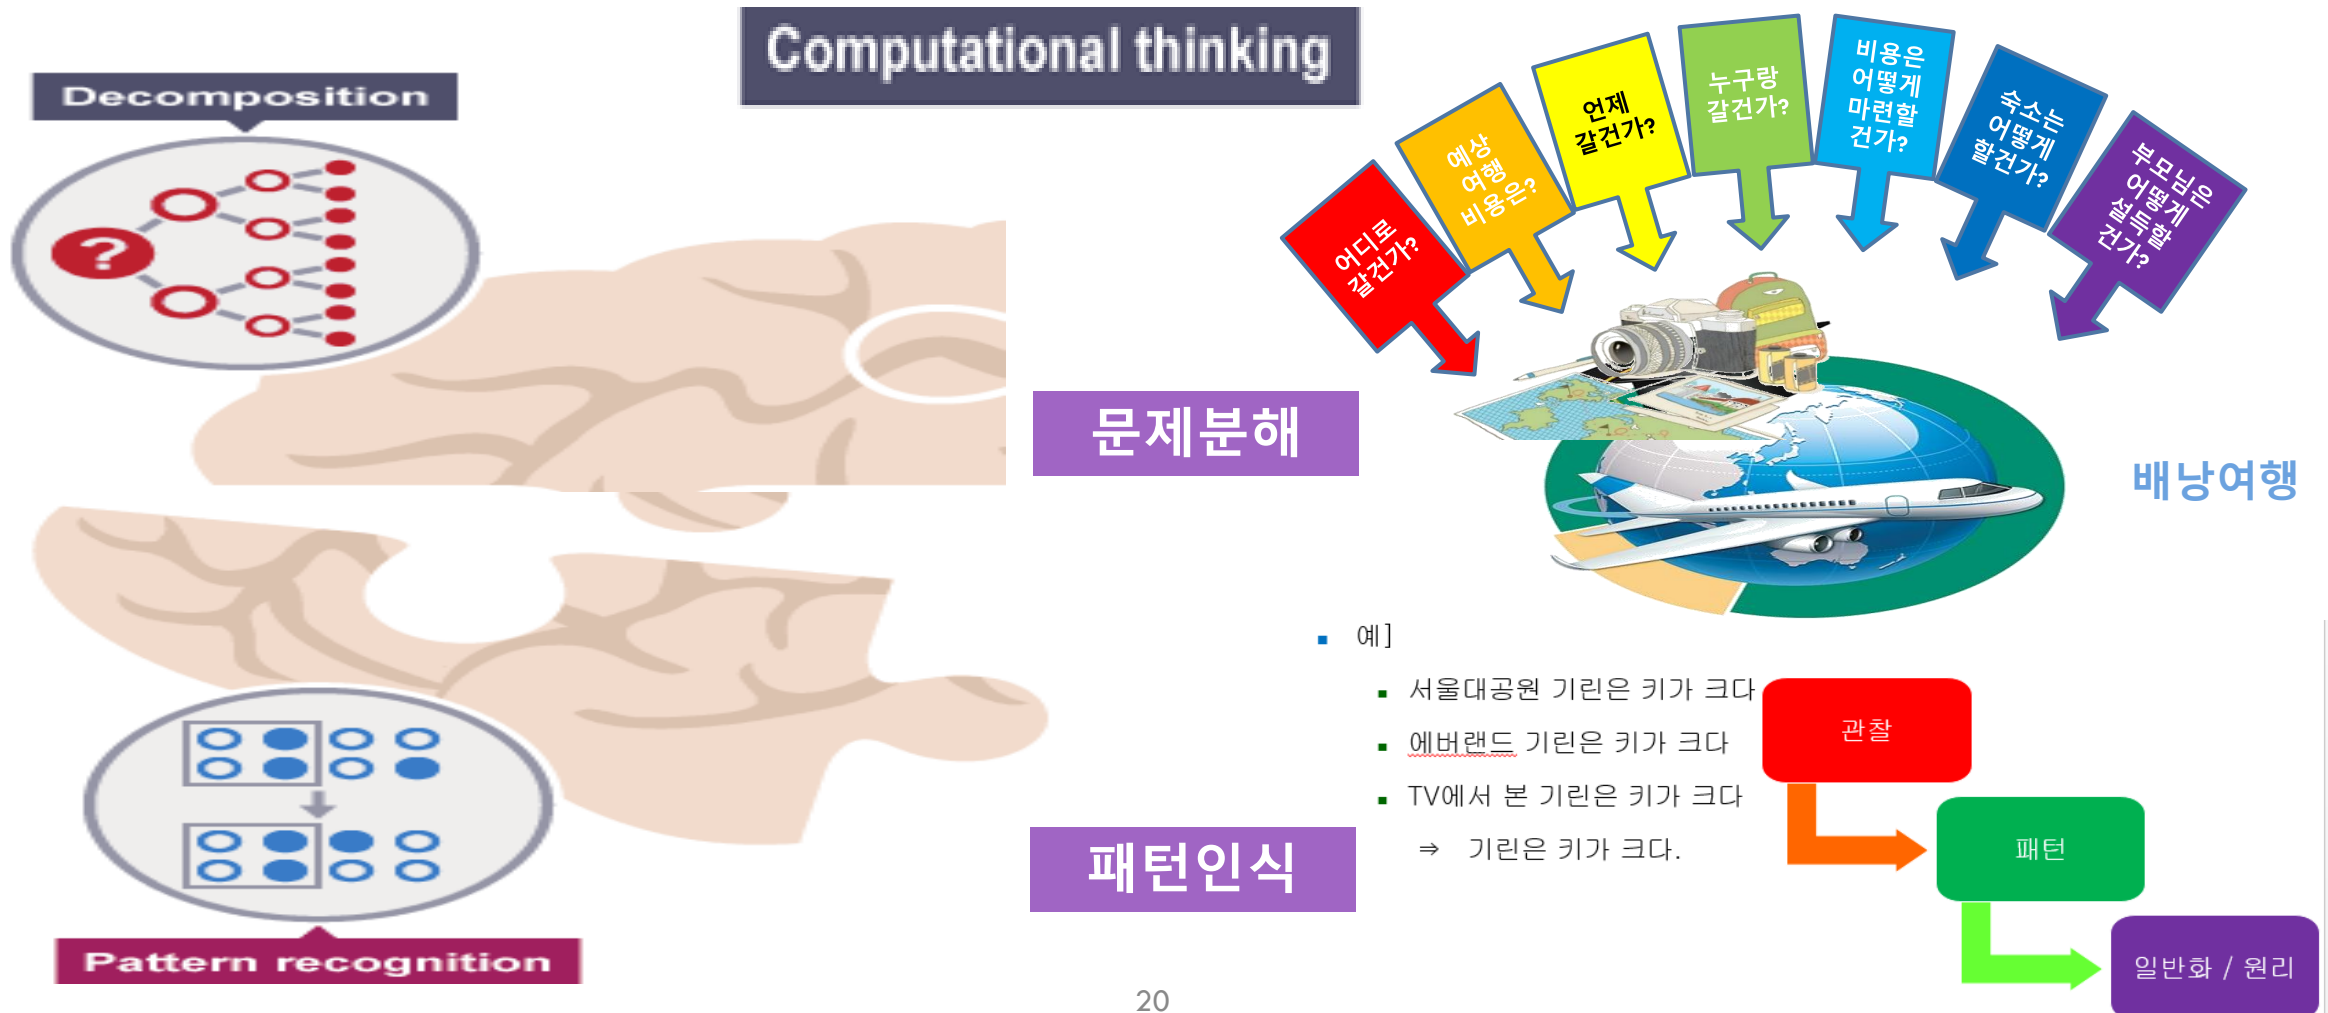 Computational thinking
Decomposition
?
어디로
갈건가?
예상
여행
비용은?
언제
갈건가?
누구랑
갈건가?
비용은
어떻게
마련할
건가?
숙소는
어떻게
할건가?
부모님은
어떻게
설득할
건가?
문제분해
배낭여행
예]
서울대공원 기린은 키가 크다
에버랜드 기린은 키가 크다
TV에서 본 기린은 키가 크다
⇒ 기린은 키가 크다.
관찰
패턴
일반화 / 원리
패턴인식
Pattern recognition
20